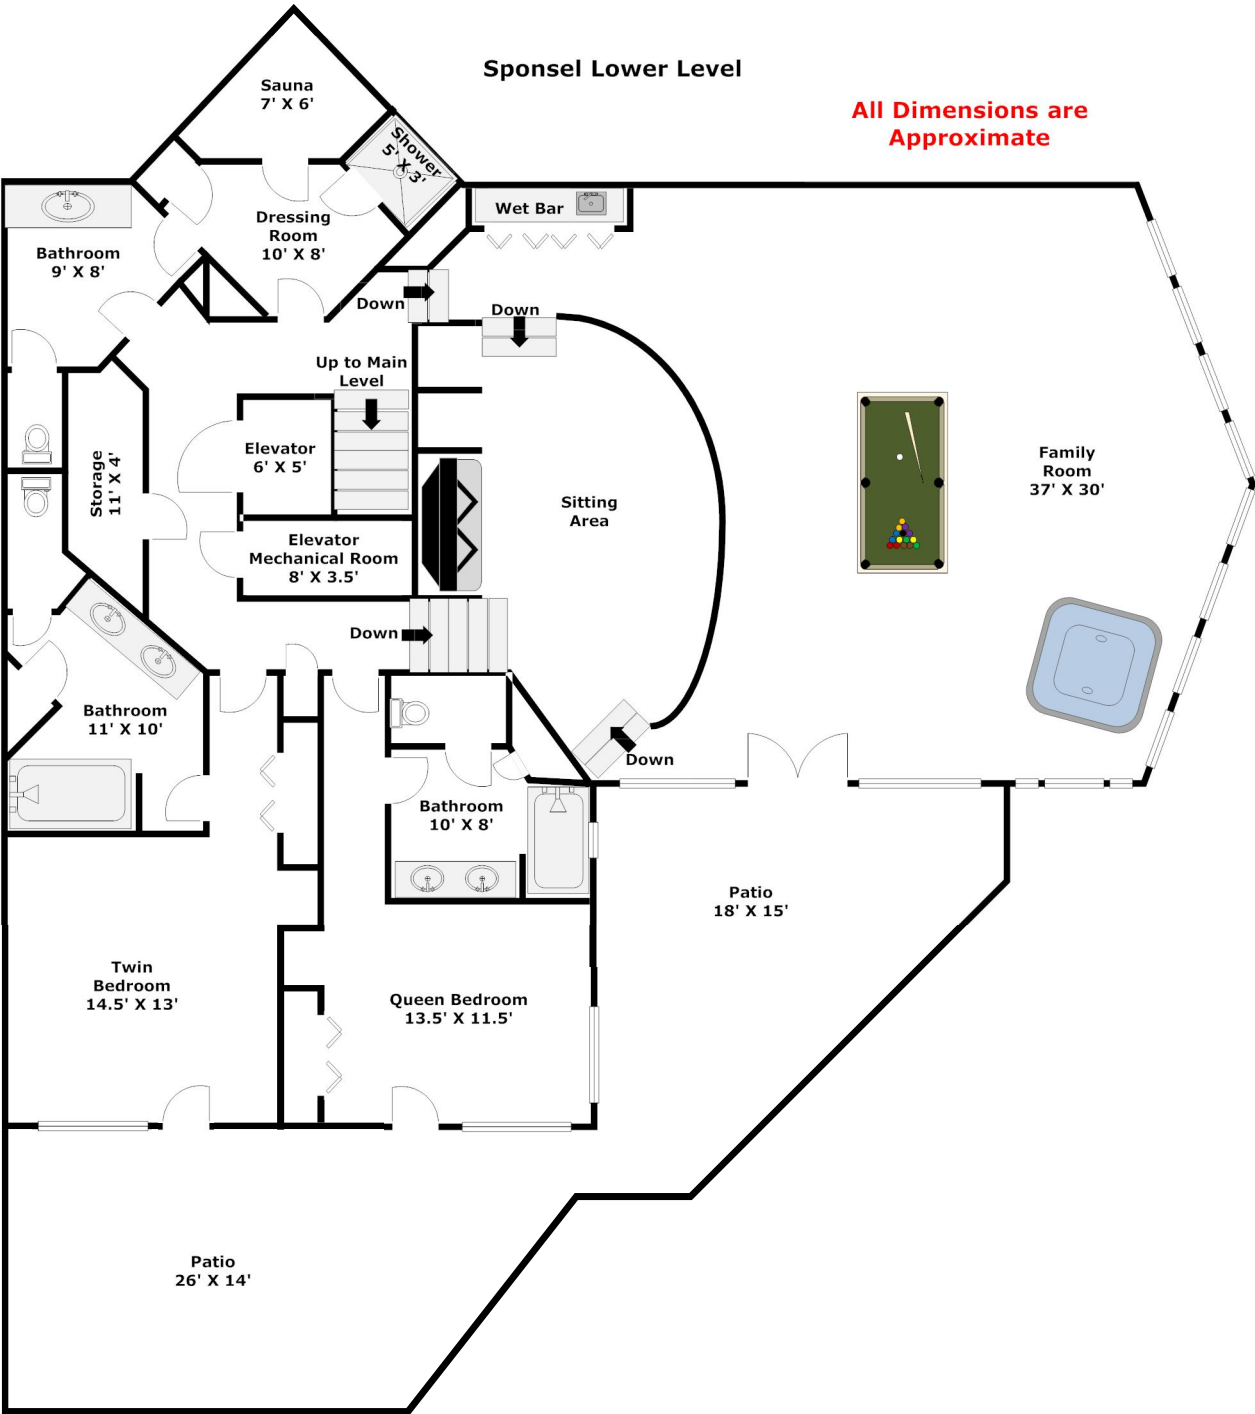 Sponsel Lower Level
All Dimensions are
Approximate
Sauna
7' X 6'
Shower
5' X 3'
Wet Bar
Dressing
Room
10' X 8'
Bathroom
9' X 8'
Down
Down
Up to Main
Level
Elevator
6' X 5'
Storage
11' X 4'
Sitting
Area
Family
Room
37' X 30'
Elevator
Mechanical Room
8' X 3.5'
Down
Bathroom
11' X 10'
Down
Bathroom
10' X 8'
Patio
18' X 15'
Twin
Bedroom
14.5' X 13'
Queen Bedroom
13.5' X 11.5'
Patio
26' X 14'